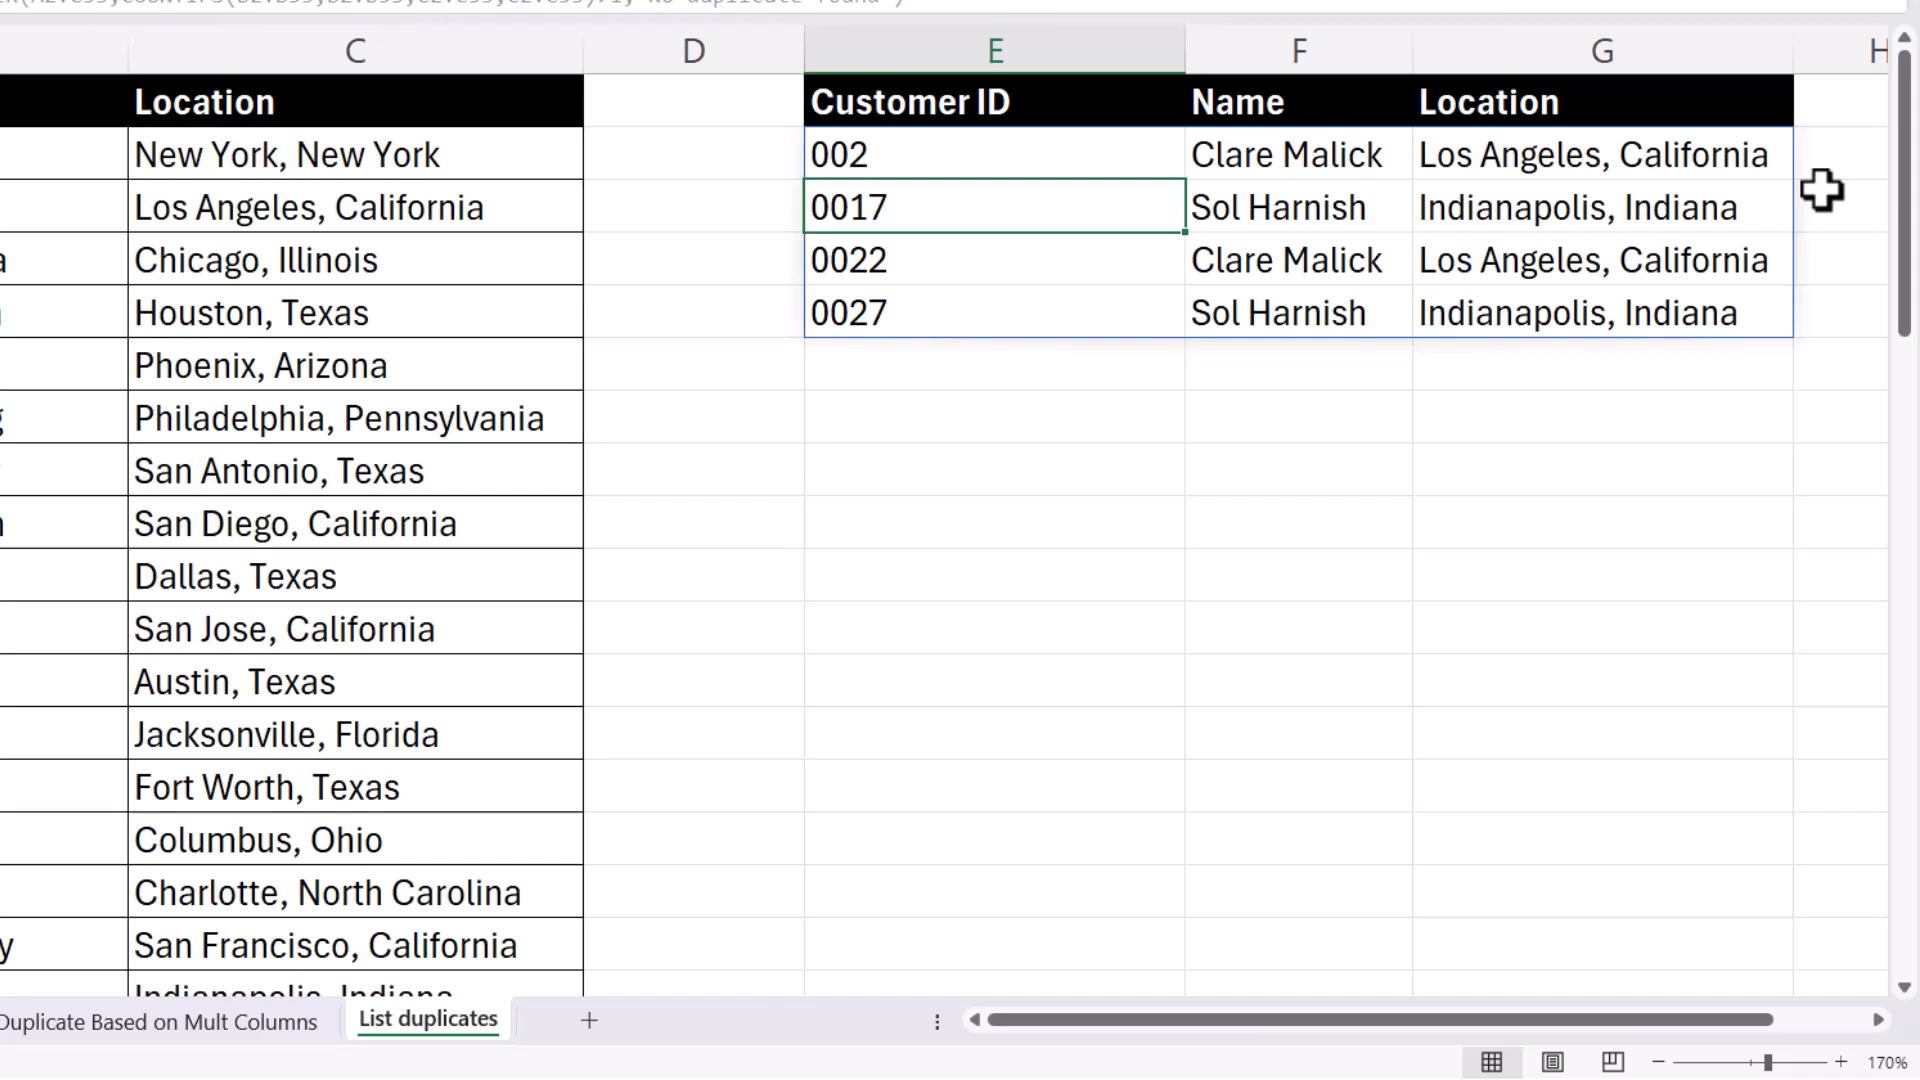 C D E F G H
Location Customer ID Name Location
New York, New York 002 Clare Malick Los Angeles, California
Los Angeles, California 0017 Sol Harnish Indianapolis, Indiana
Chicago, Illinois 0022 Clare Malick Los Angeles, California
Houston, Texas 0027 Sol Harnish Indianapolis, Indiana
Phoenix, Arizona
Philadelphia, Pennsylvania
San Antonio, Texas
San Diego, California
Dallas, Texas
San Jose, California
Austin, Texas
Jacksonville, Florida
Fort Worth, Texas
Columbus, Ohio
Charlotte, North Carolina
San Francisco, California
Indianapolis, Indiana
Duplicate Based on Mult Columns List duplicates
170%